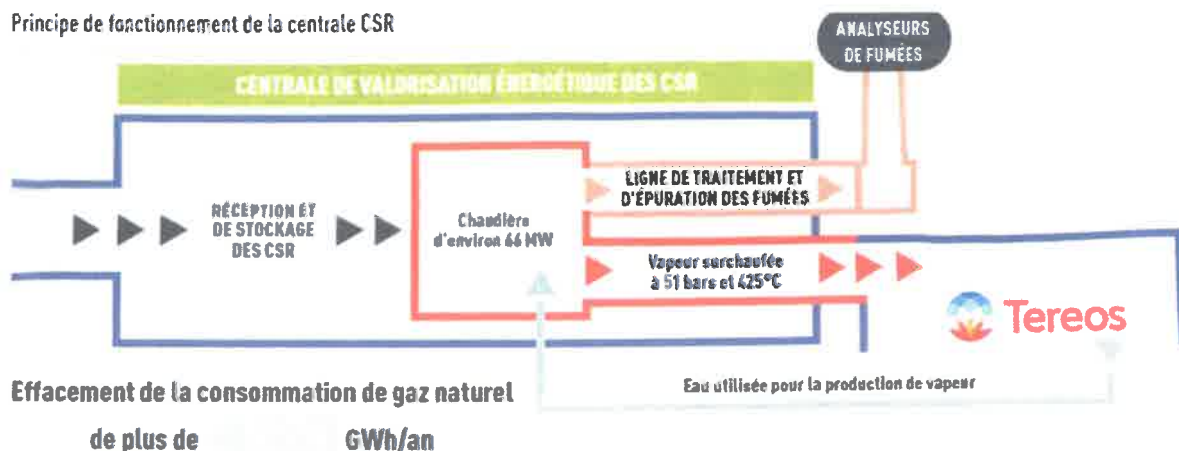 Principe de fonctionnement de la centrale CSR
ANALYSEURS
DE FUMÉES
CENTRALE DE VALORISATION ÉNERGÉTIQUE DES CSR
RÉCEPTION ET
DE STOCKAGE
DES CSR
Chaudière
d'environ 66 MW
LIGNE DE TRAITEMENT ET
D'ÉPURATION DES FUMÉES
Vapeur surchauffée
à 51 bars et 425°C
Tereos
Eau utilisée pour la production de vapeur
Effacement de la consommation de gaz naturel
de plus de GWh/an